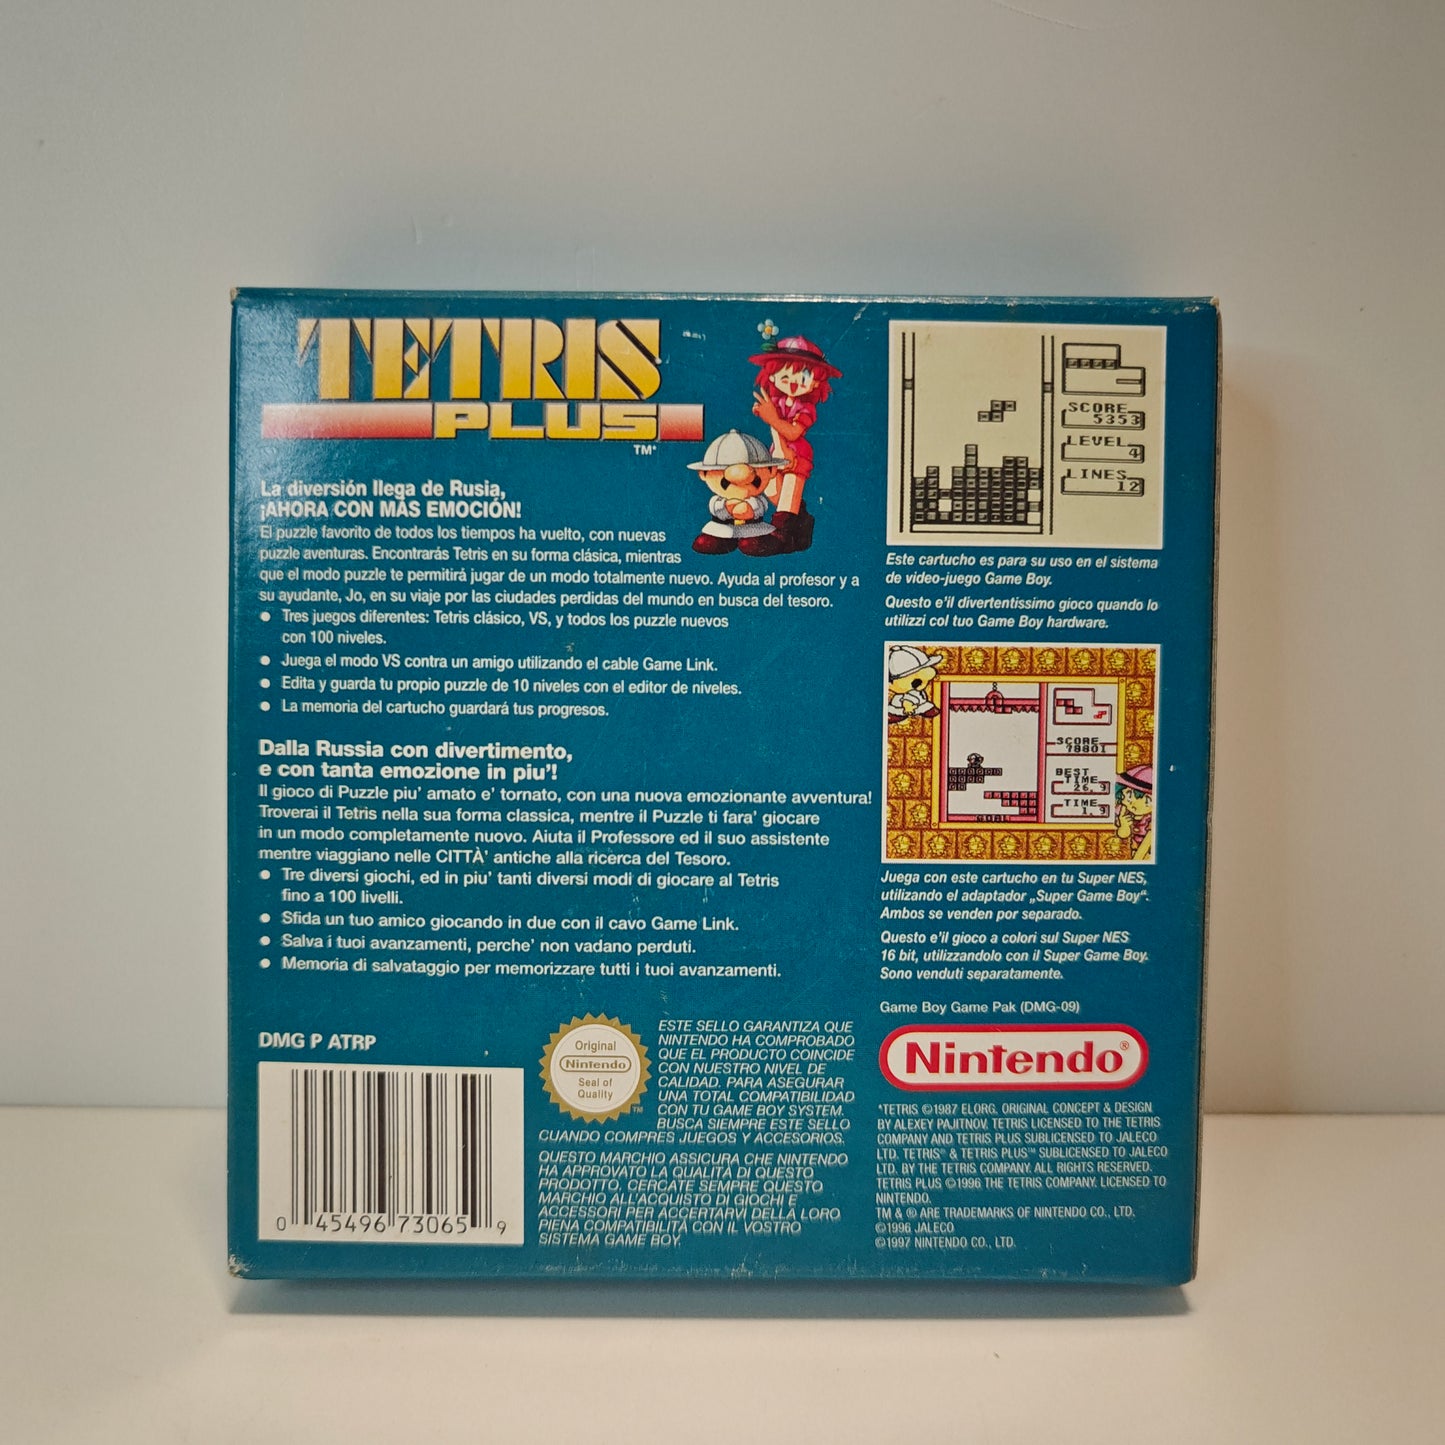 TETRIS
PLUS
TM*
La diversión llega de Rusia,
¡AHORA CON MÁS EMOCIÓN!
El puzzle favorito de todos los tiempos ha vuelto, con nuevas
puzzle aventuras. Encontrarás Tetris en su forma clásica, mientras
que el modo puzzle te permitirá jugar de un modo totalmente nuevo. Ayuda al profesor y a
su ayudante, Jo, en su viaje por las ciudades perdidas del mundo en busca del tesoro.
● Tres juegos diferentes: Tetris clásico, VS, y todos los puzzle nuevos
con 100 niveles.
● Juega el modo VS contra un amigo utilizando el cable Game Link.
● Edita y guarda tu propio puzzle de 10 niveles con el editor de niveles.
● La memoria del cartucho guardará tus progresos.
Dalla Russia con divertimento,
e con tanta emozione in piu'!
Il gioco di Puzzle piu' amato e' tornato, con una nuova emozionante avventura!
Troverai il Tetris nella sua forma classica, mentre il Puzzle ti fara' giocare
in un modo completamente nuovo. Aiuta il Professore ed il suo assistente
mentre viaggiano nelle CITTÀ' antiche alla ricerca del Tesoro.
● Tre diversi giochi, ed in piu' tanti diversi modi di giocare al Tetris
fino a 100 livelli.
● Sfida un tuo amico giocando in due con il cavo Game Link.
● Salva i tuoi avanzamenti, perche' non vadano perduti.
● Memoria di salvataggio per memorizzare tutti i tuoi avanzamenti.
DMG P ATRP
0 45496 73065 9
Original
Nintendo
Seal of
Quality
TM
ESTE SELLO GARANTIZA QUE
NINTENDO HA COMPROBADO
QUE EL PRODUCTO COINCIDE
CON NUESTRO NIVEL DE
CALIDAD. PARA ASEGURAR
UNA TOTAL COMPATIBILIDAD
CON TU GAME BOY SYSTEM.
BUSCA SIEMPRE ESTE SELLO
CUANDO COMPRES JUEGOS Y ACCESORIOS.
QUESTO MARCHIO ASSICURA CHE NINTENDO
HA APPROVATO LA QUALITÀ DI QUESTO
PRODOTTO, CERCATE SEMPRE QUESTO
MARCHIO ALL'ACQUISTO DI GIOCHI E
ACCESSORI PER ACCERTARVI DELLA LORO
PIENA COMPATIBILITÀ CON IL VOSTRO
SISTEMA GAME BOY.
SCORE
5353
LEVEL
4
LINES
12
Este cartucho es para su uso en el sistema
de video-juego Game Boy.
Questo e'il divertentissimo gioco quando lo
utilizzi col tuo Game Boy hardware.
SCORE
78801
BEST
TIME
26.9
TIME
1.9
GOAL
Juega con este cartucho en tu Super NES,
utilizando el adaptador „Super Game Boy“.
Ambos se venden por separado.
Questo e'il gioco a colori sul Super NES
16 bit, utilizzandolo con il Super Game Boy.
Sono venduti separatamente.
Game Boy Game Pak (DMG-09)
Nintendo®
*TETRIS ©1987 ELORG. ORIGINAL CONCEPT & DESIGN
BY ALEXEY PAJITNOV. TETRIS LICENSED TO THE TETRIS
COMPANY AND TETRIS PLUS SUBLICENSED TO JALECO
LTD. TETRIS® & TETRIS PLUS™ SUBLICENSED TO JALECO
LTD. BY THE TETRIS COMPANY. ALL RIGHTS RESERVED.
TETRIS PLUS ©1996 THE TETRIS COMPANY. LICENSED TO
NINTENDO.
TM & ® ARE TRADEMARKS OF NINTENDO CO., LTD.
©1996 JALECO
©1997 NINTENDO CO., LTD.